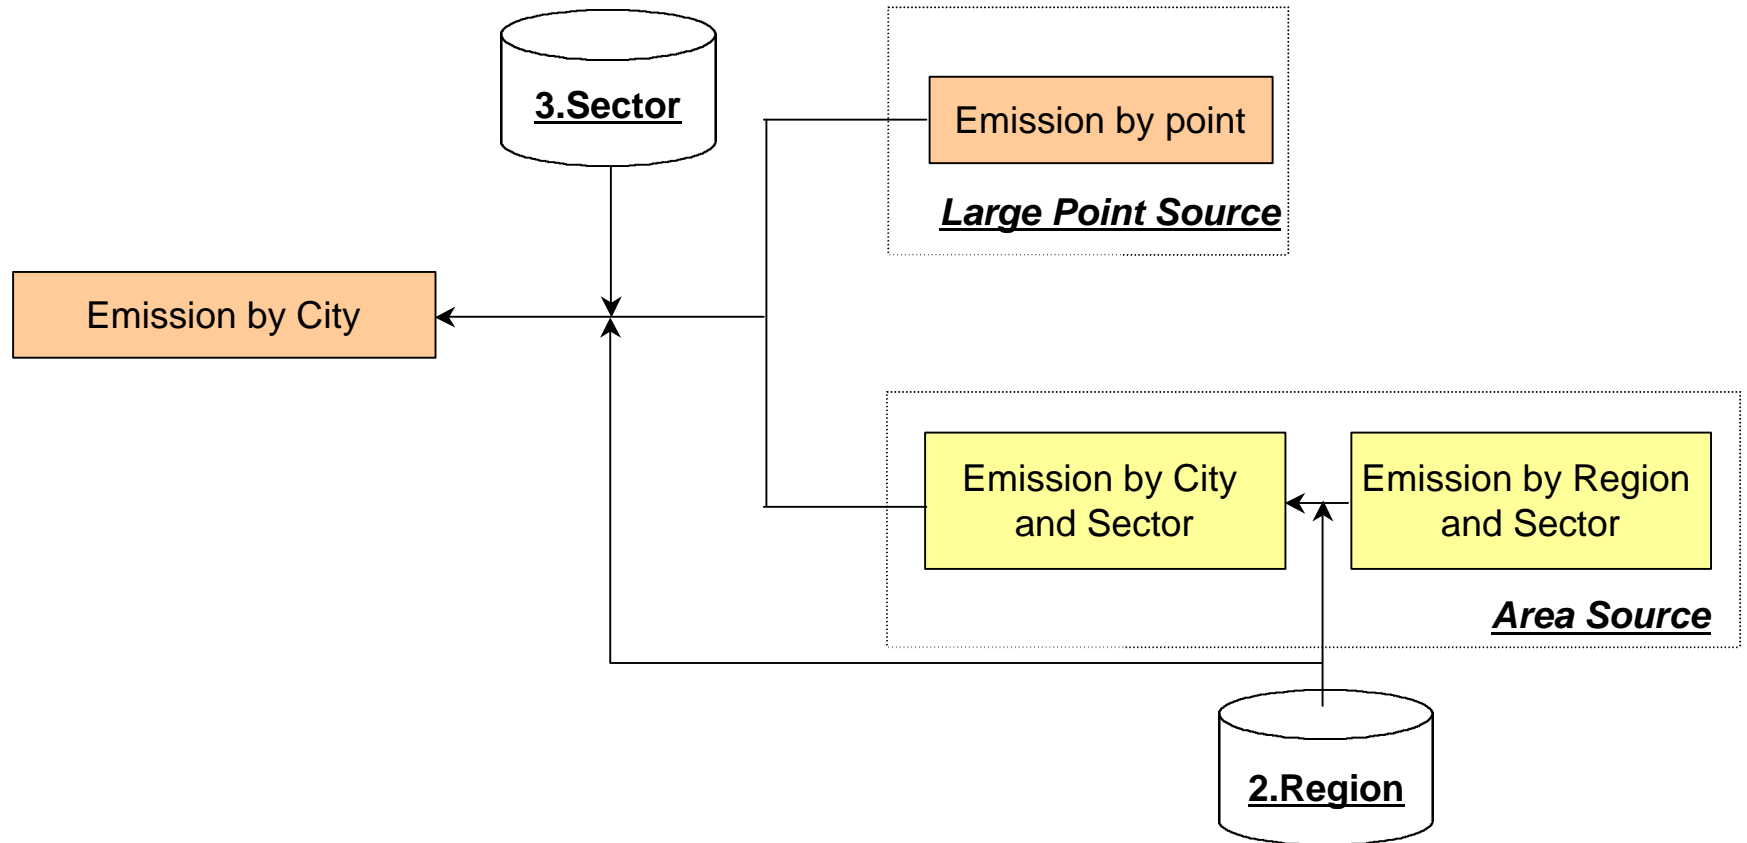 3.Sector
Emission by point
Large Point Source
Emission by City
Emission by City
and Sector
Emission by Region
and Sector
Area Source
2.Region